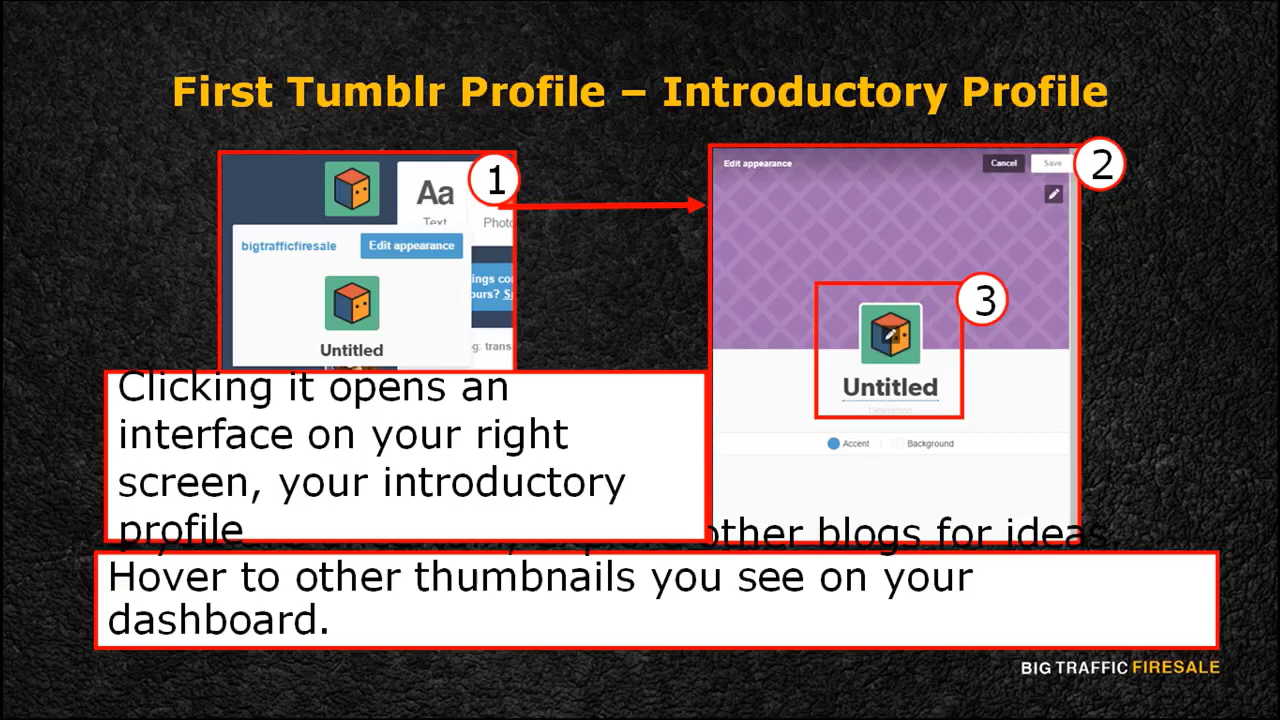 First Tumblr Profile – Introductory Profile
1
Aa
Text
Photo
bigtrafficfiresale
Edit appearance
ours?
Untitled
2
Edit appearance
Cancel
Save
3
Untitled
Description
Accent
Background
Clicking it opens an
interface on your right
screen, your introductory
profile
other blogs for ideas
Hover to other thumbnails you see on your
dashboard.
BIG TRAFFIC FIRESALE